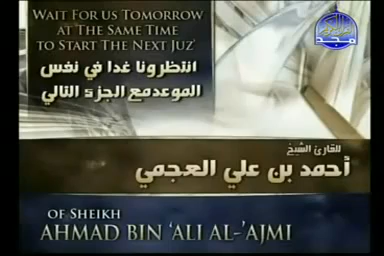 WAIT FOR US TOMORROW
AT THE SAME TIME
TO START THE NEXT JUZ'
انتظرونا غدا في نفس
الموعد مع الجزء التالي
للقارئ الشيخ
أحمد بن علي العجمي
OF SHEIKH
AHMAD BIN 'ALI AL-'AJMI
المجد